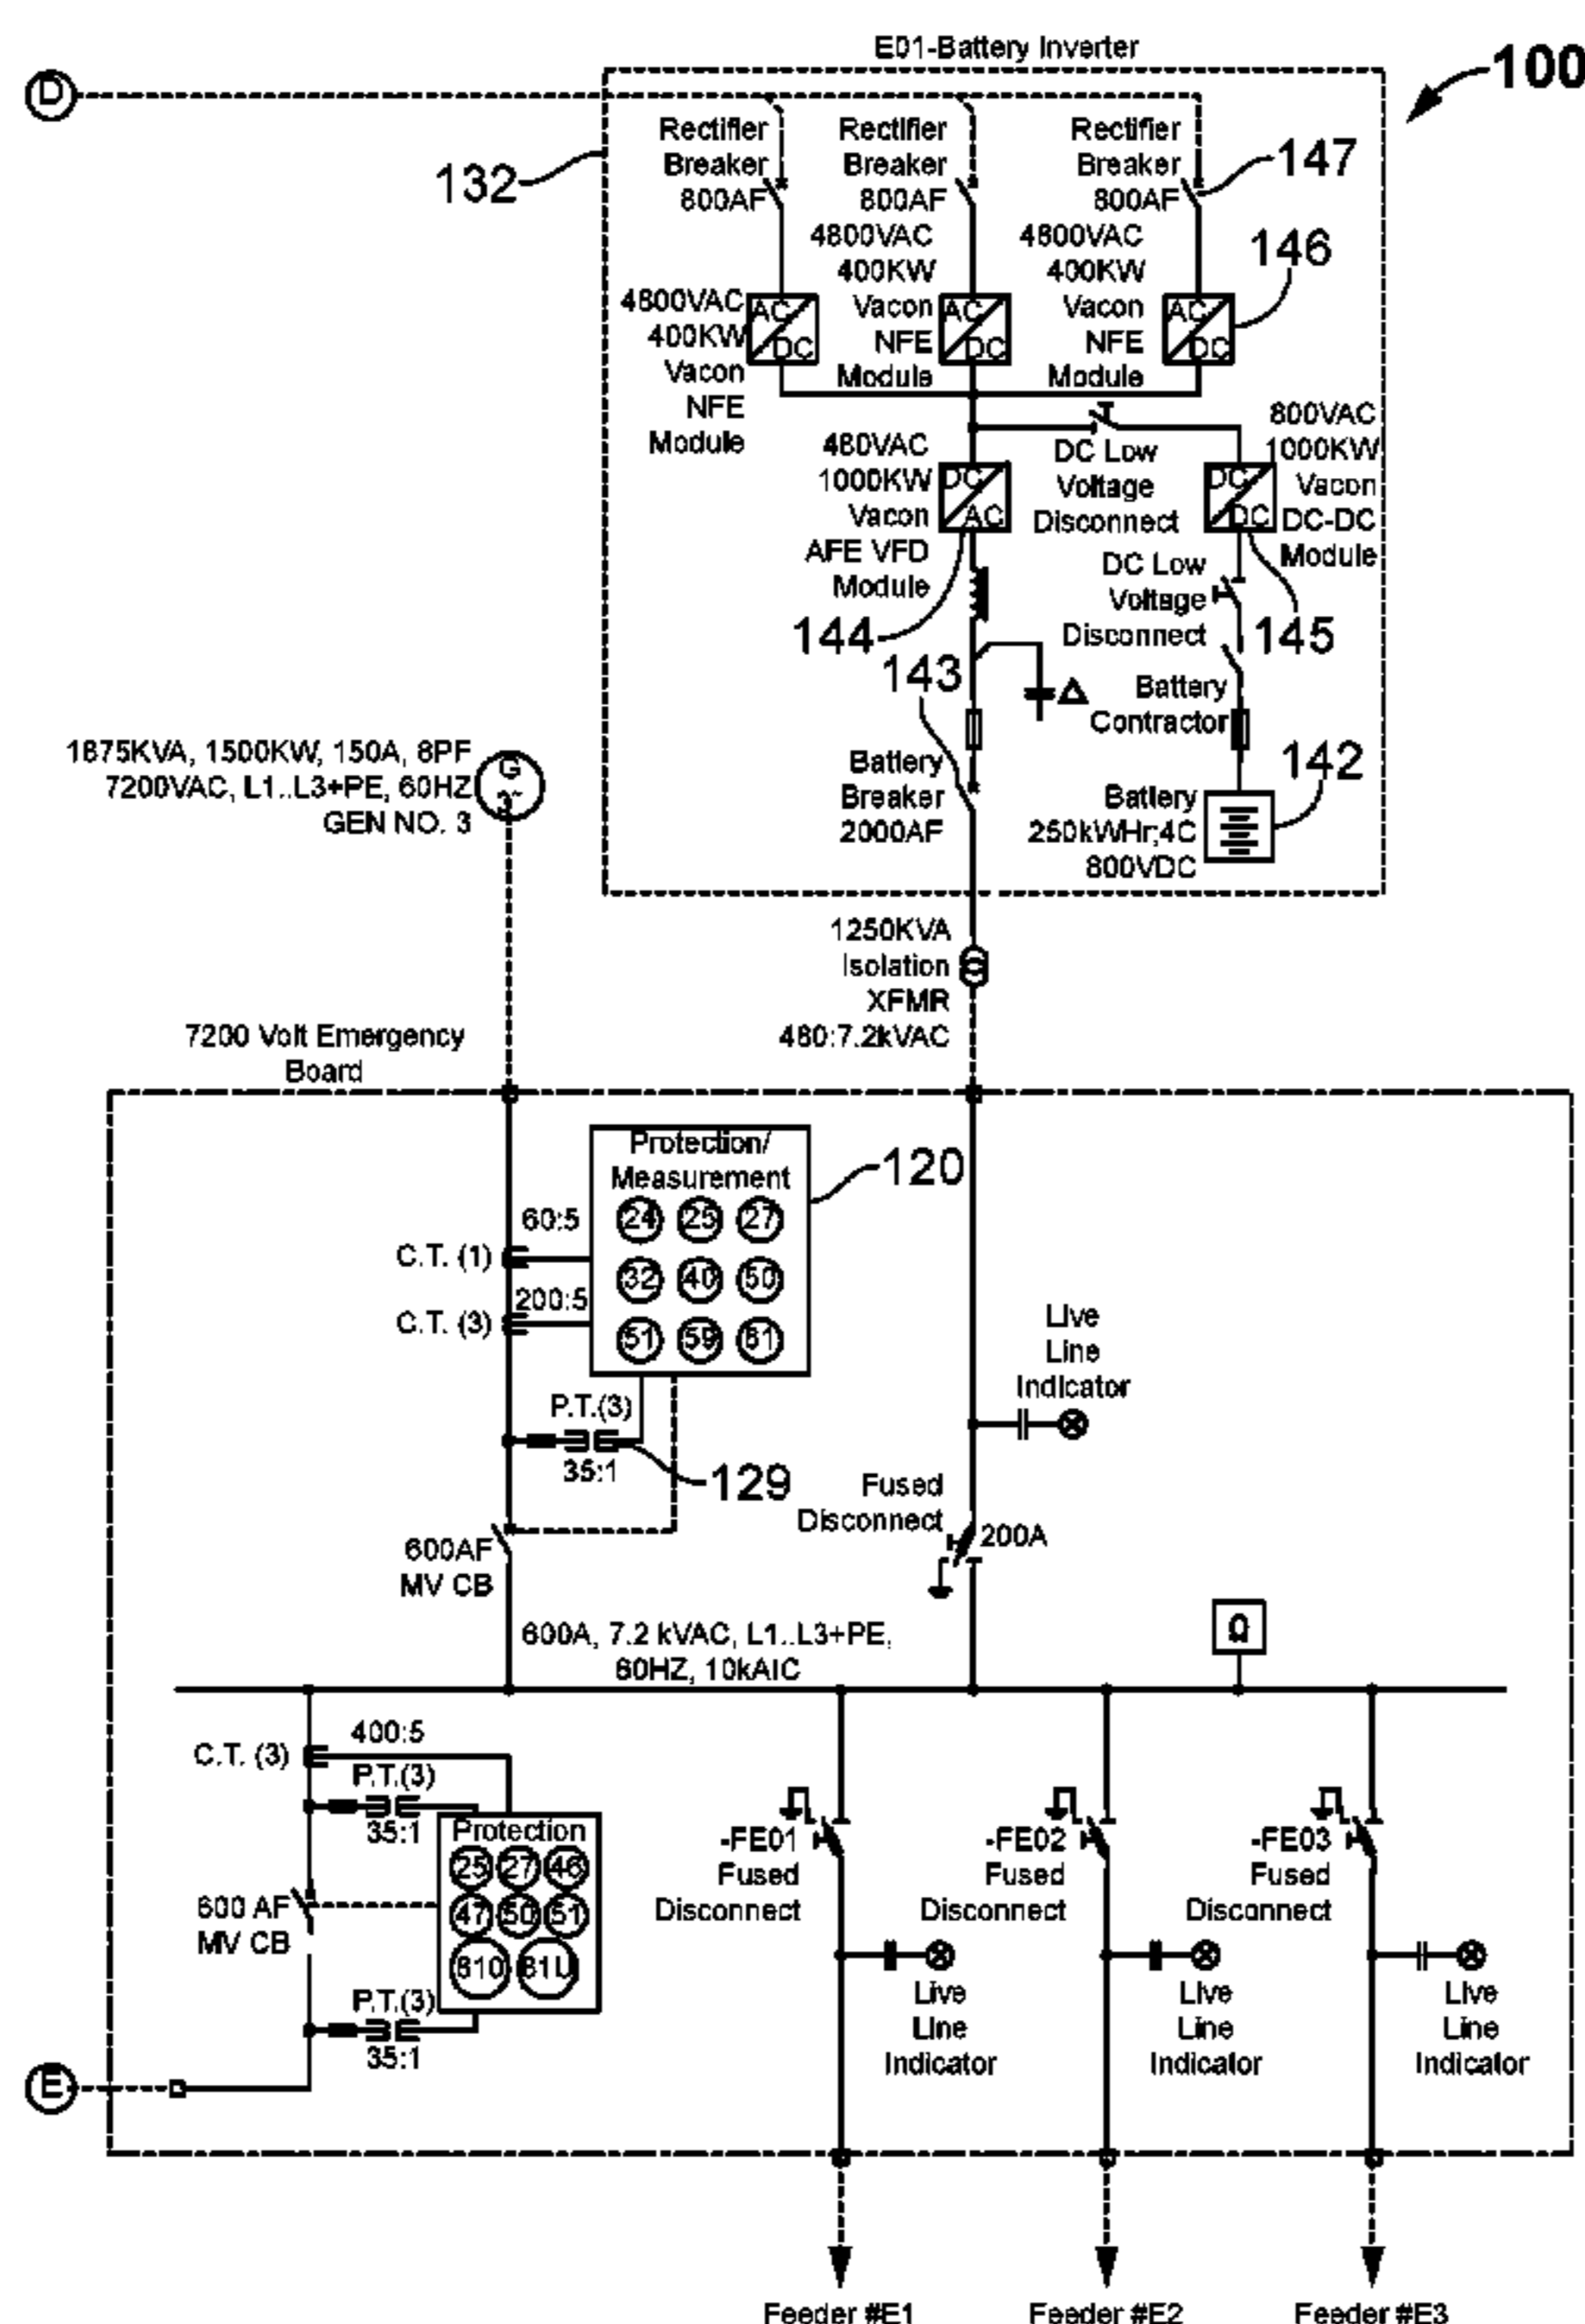 E01-Battery Inverter
100
D
Rectifier
Breaker
800AF
Rectifier
Breaker
800AF
Rectifier
Breaker
800AF
147
132
4800VAC
400KW
Vacon
NFE
Module
4800VAC
400KW
Vacon
NFE
Module
4800VAC
400KW
Vacon
NFE
Module
146
AC
DC
AC
DC
AC
DC
480VAC
1000KW
Vacon
AFE VFD
Module
DC
AC
DC Low
Voltage
Disconnect
800VAC
1000KW
Vacon
DC-DC
Module
DC
DC
144
143
DC Low
Voltage
Disconnect
145
Δ
Battery
Contractor
142
Battery
Breaker
2000AF
Battery
250kWHr;4C
800VDC
1875KVA, 1500KW, 150A, 8PF
7200VAC, L1..L3+PE, 60HZ
GEN NO. 3
G
3~
1250KVA
Isolation
XFMR
480:7.2kVAC
7200 Volt Emergency
Board
Protection/
Measurement
24 25 27
32 40 50
51 59 81
120
60:5
C.T. (1)
200:5
C.T. (3)
P.T.(3)
35:1
129
Live
Line
Indicator
Fused
Disconnect
200A
600AF
MV CB
600A, 7.2 kVAC, L1..L3+PE,
60HZ, 10kAIC
C.T. (3)
400:5
P.T.(3)
35:1
Protection
25 27 46
47 50 51
81O 81U
600 AF
MV CB
P.T.(3)
35:1
E
-FE01
Fused
Disconnect
-FE02
Fused
Disconnect
-FE03
Fused
Disconnect
Live
Line
Indicator
Live
Line
Indicator
Live
Line
Indicator
Feeder #E1
Feeder #E2
Feeder #E3